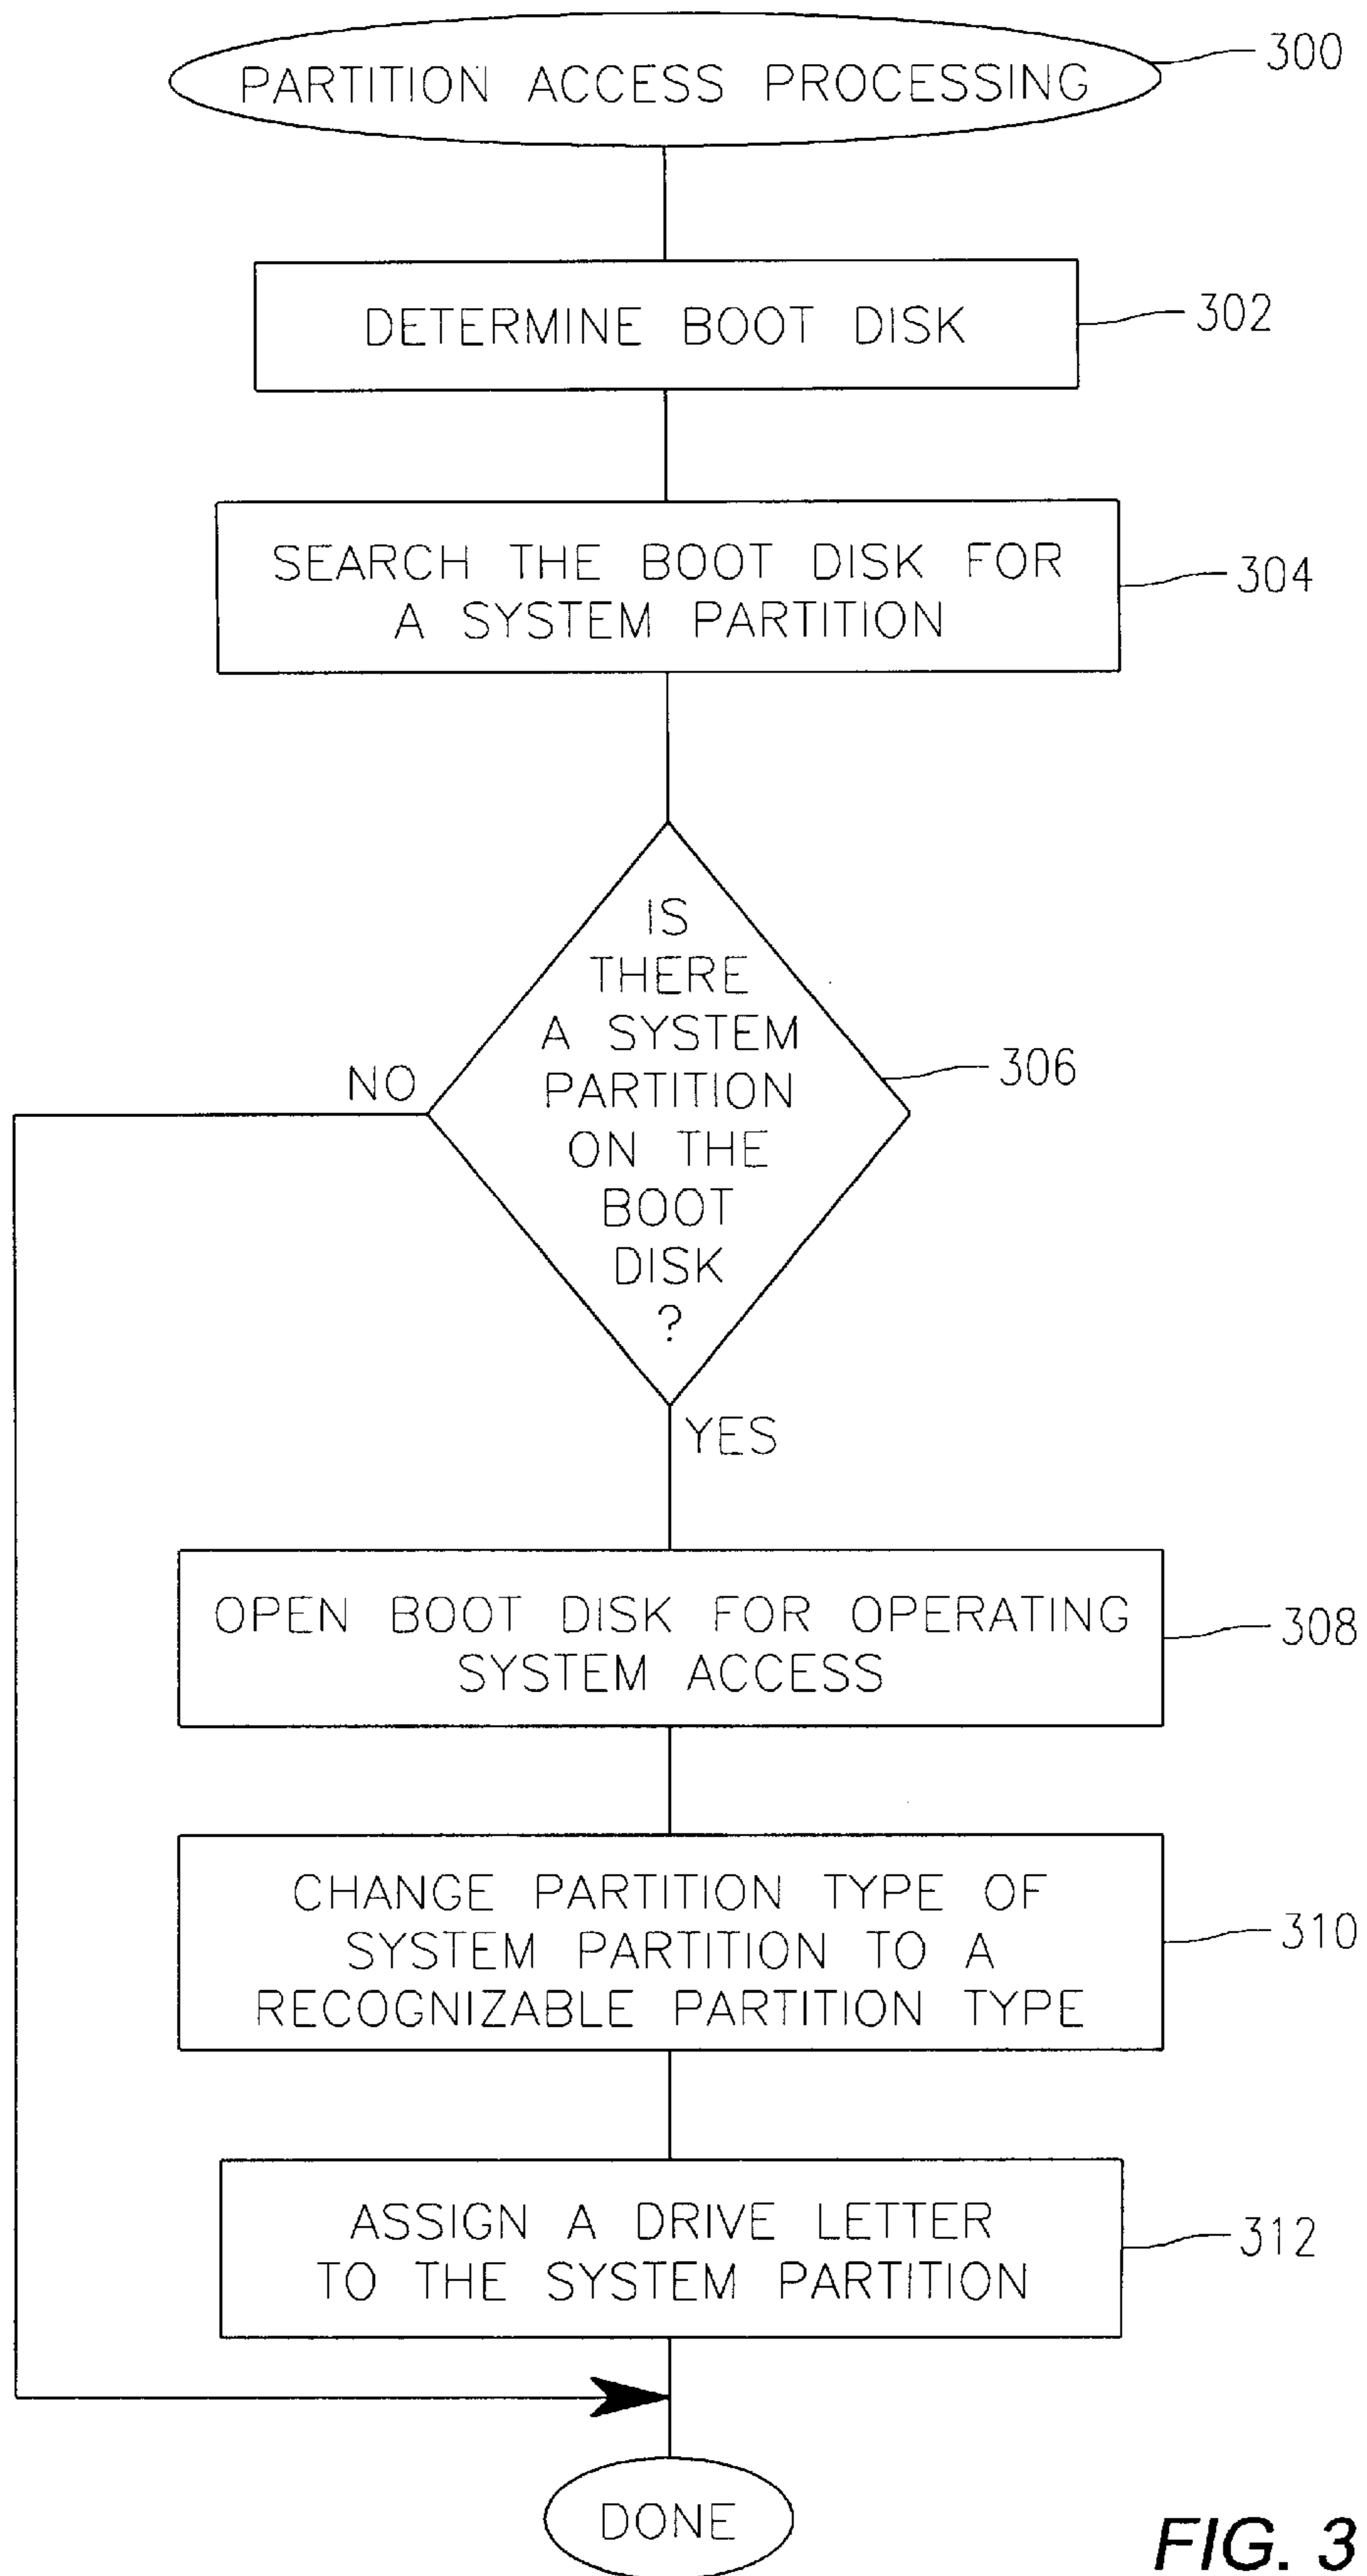 PARTITION ACCESS PROCESSING
300
DETERMINE BOOT DISK
302
SEARCH THE BOOT DISK FOR
A SYSTEM PARTITION
304
IS
THERE
A SYSTEM
PARTITION
ON THE
BOOT
DISK
?
306
NO
YES
OPEN BOOT DISK FOR OPERATING
SYSTEM ACCESS
308
CHANGE PARTITION TYPE OF
SYSTEM PARTITION TO A
RECOGNIZABLE PARTITION TYPE
310
ASSIGN A DRIVE LETTER
TO THE SYSTEM PARTITION
312
DONE
FIG. 3